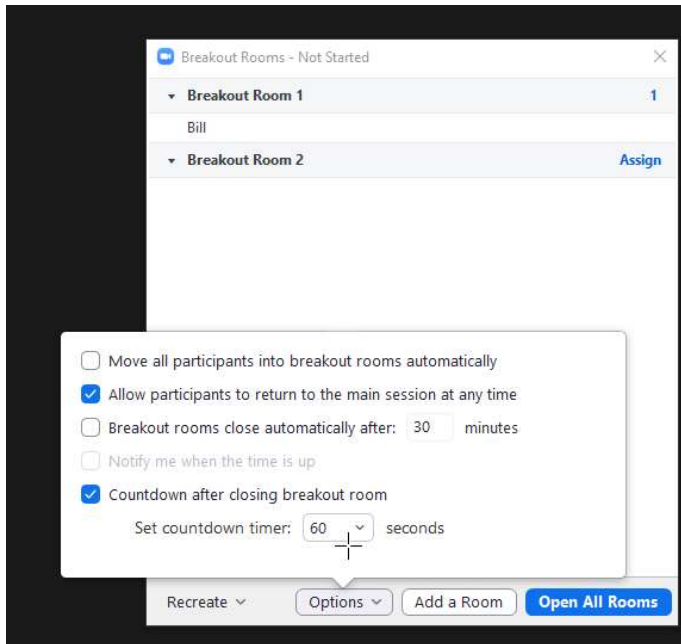 Breakout Rooms - Not Started
Breakout Room 1 1
Bill
Breakout Room 2 Assign
Move all participants into breakout rooms automatically
Allow participants to return to the main session at any time
Breakout rooms close automatically after: 30 minutes
Notify me when the time is up
Countdown after closing breakout room
Set countdown timer: 60 seconds
Recreate Options Add a Room Open All Rooms